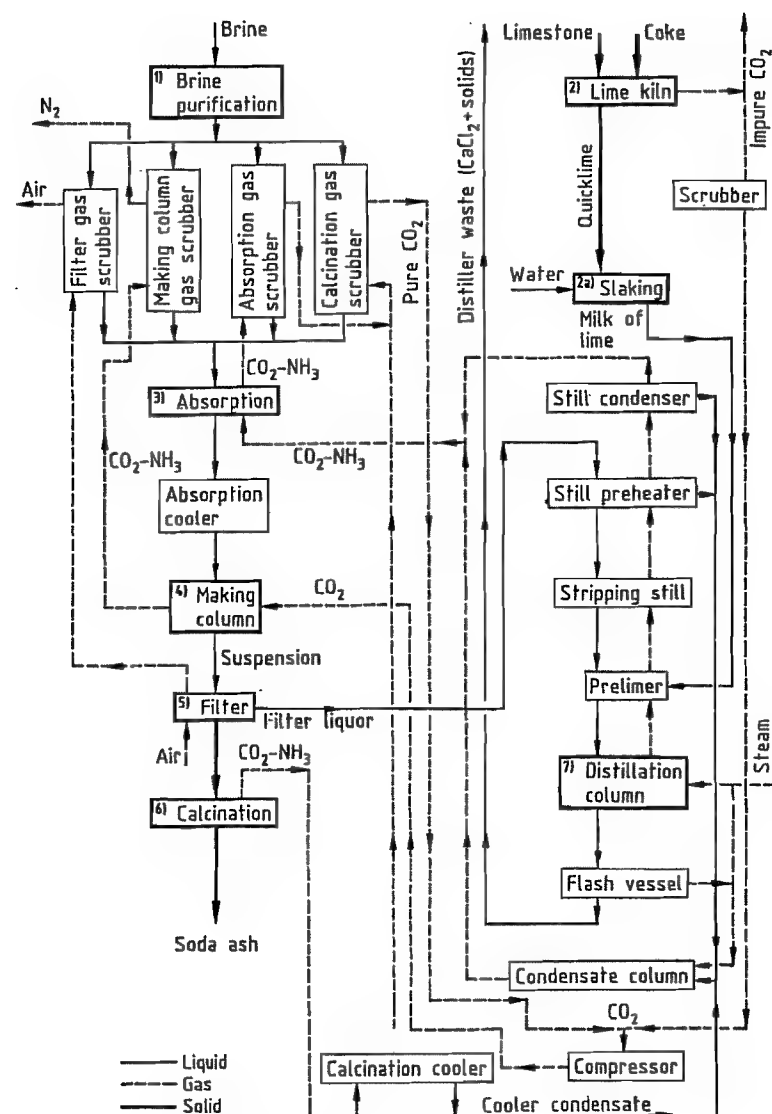 Brine
1) Brine
purification
N₂
Air
Filter gas
scrubber
Making column
gas scrubber
Absorption gas
scrubber
Calcination gas
scrubber
CO₂-NH₃
3) Absorption
CO₂-NH₃
CO₂-NH₃
Absorption
cooler
4) Making
column
CO₂
Suspension
5) Filter
Filter liquor
Air
CO₂-NH₃
6) Calcination
Soda ash
Pure CO₂
Distiller waste (CaCl₂+solids)
Limestone
Coke
2) Lime kiln
Impure CO₂
Quicklime
Scrubber
Water
2a) Slaking
Milk of
lime
Still condenser
Still preheater
Stripping still
Prelimer
Steam
7) Distillation
column
Flash vessel
Condensate column
CO₂
Compressor
Calcination cooler
Cooler condensate
Liquid
Gas
Solid